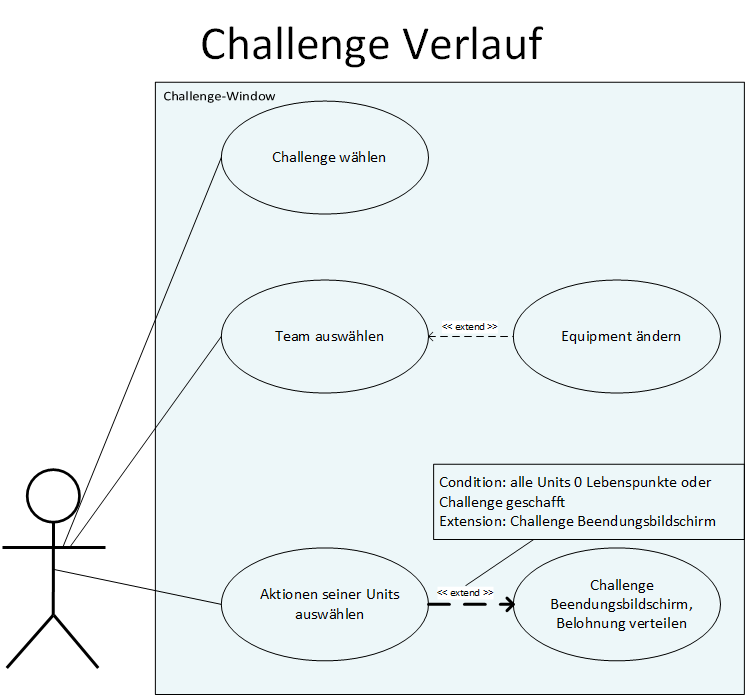 Challenge Verlauf
Challenge-Window
Challenge wählen
Team auswählen
<< extend >>
Equipment ändern
Condition: alle Units 0 Lebenspunkte oder
Challenge geschafft
Extension: Challenge Beendungsbildschirm
Aktionen seiner Units
auswählen
<< extend >>
Challenge
Beendungsbildschirm,
Belohnung verteilen